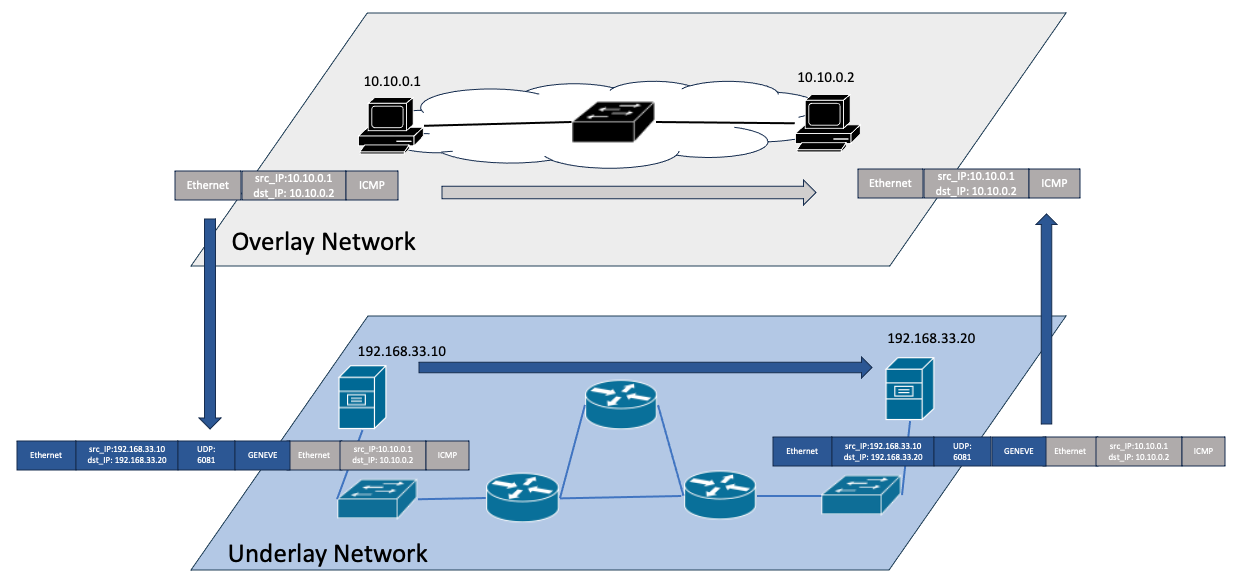 10.10.0.1
10.10.0.2
Ethernet
src_IP:10.10.0.1
dst_IP: 10.10.0.2
ICMP
Ethernet
src_IP:10.10.0.1
dst_IP: 10.10.0.2
ICMP
Overlay Network
192.168.33.10
192.168.33.20
Ethernet
src_IP:192.168.33.10
dst_IP: 192.168.33.20
UDP:
6081
GENEVE
Ethernet
src_IP:10.10.0.1
dst_IP: 10.10.0.2
ICMP
Ethernet
src_IP:192.168.33.10
dst_IP: 192.168.33.20
UDP:
6081
GENEVE
Ethernet
src_IP:10.10.0.1
dst_IP: 10.10.0.2
ICMP
Underlay Network